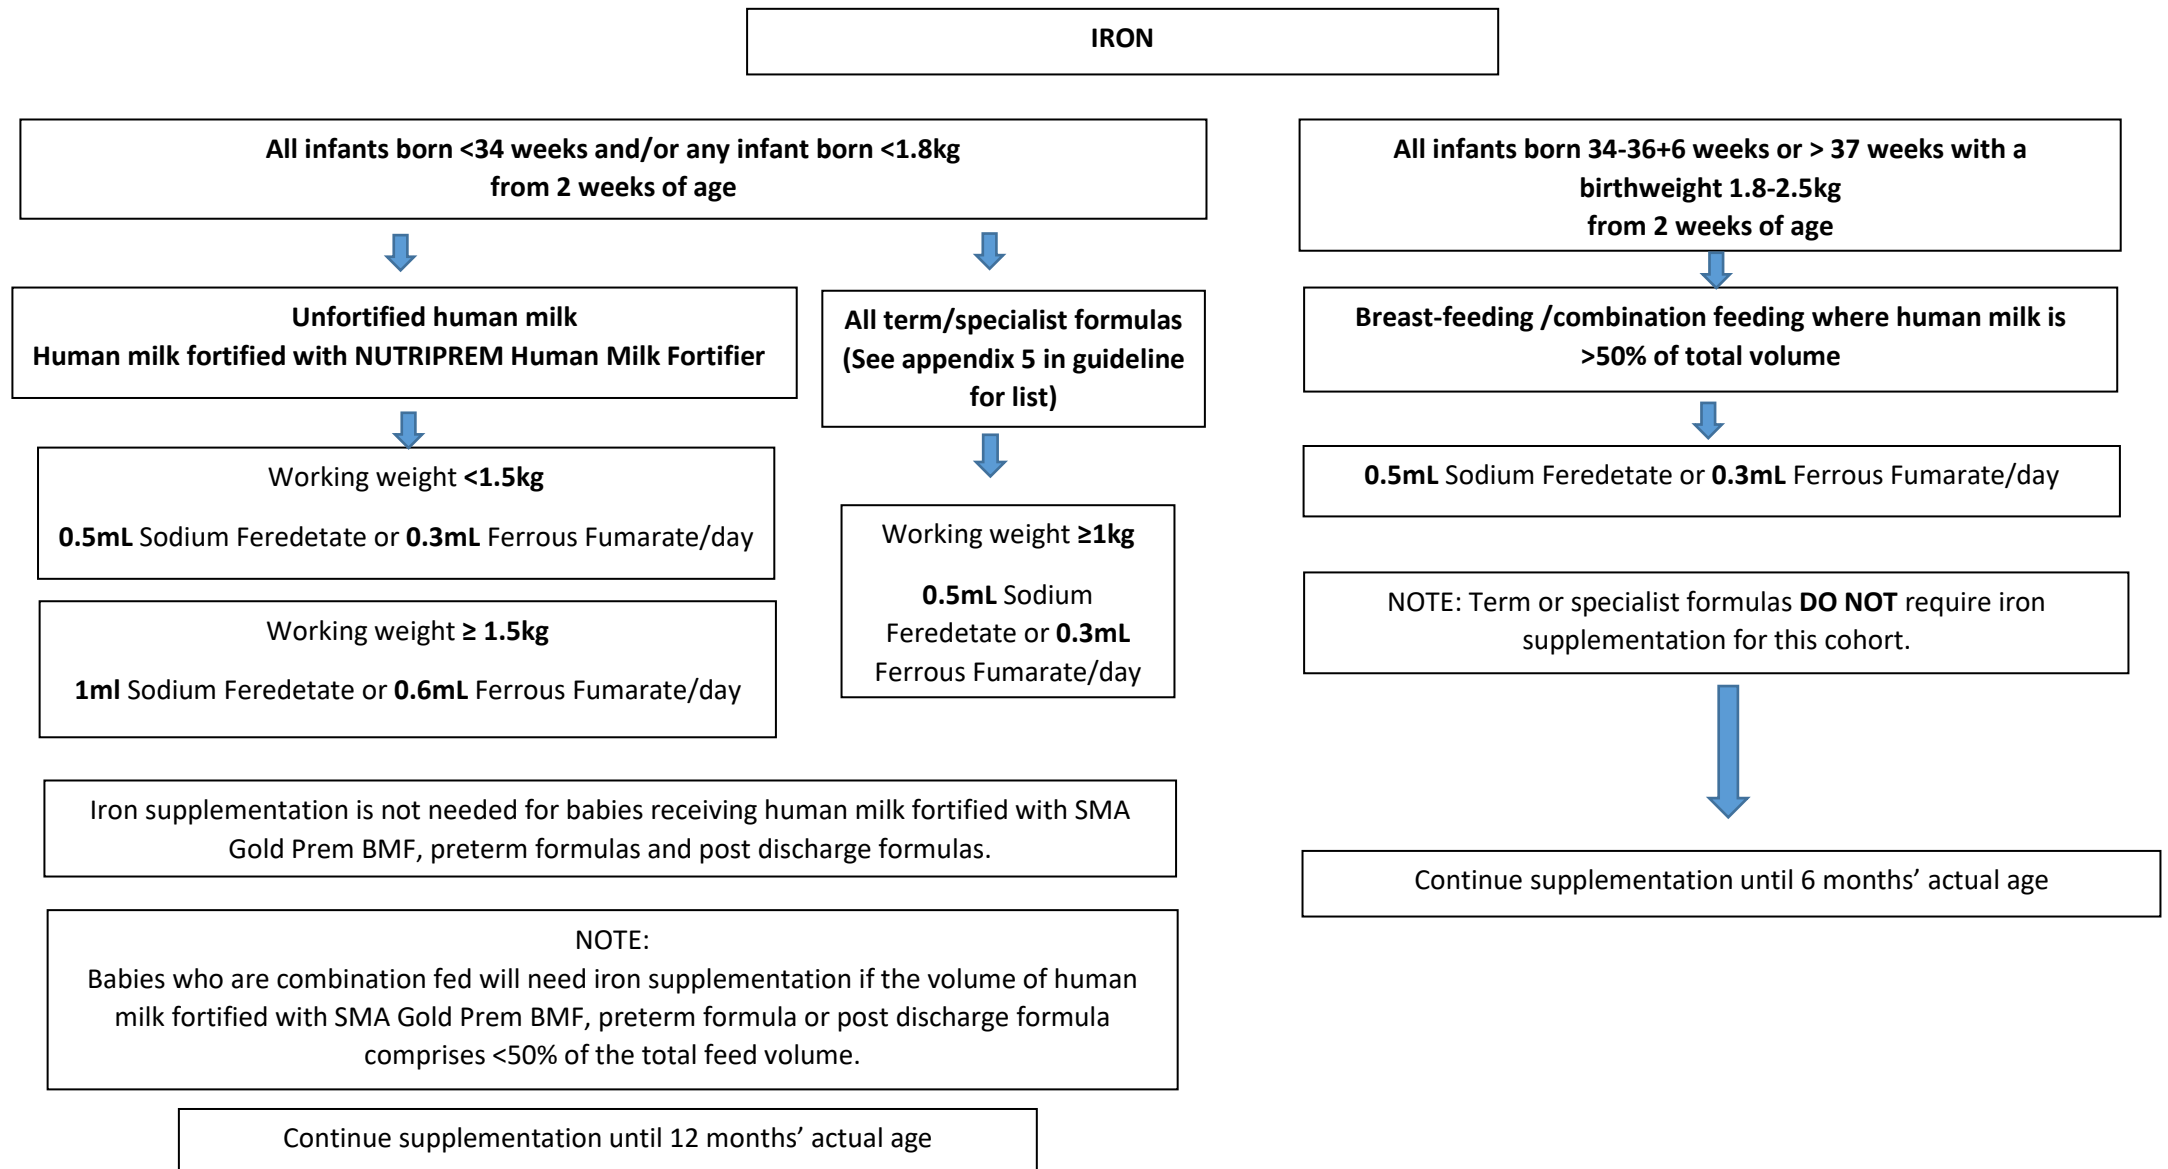 IRON
All infants born <34 weeks and/or any infant born <1.8kg
from 2 weeks of age
Unfortified human milk
Human milk fortified with NUTRIPREM Human Milk Fortifier
Working weight <1.5kg
0.5mL Sodium Feredetate or 0.3mL Ferrous Fumarate/day
Working weight ≥ 1.5kg
1ml Sodium Feredetate or 0.6mL Ferrous Fumarate/day
All term/specialist formulas
(See appendix 5 in guideline
for list)
Working weight ≥1kg
0.5mL Sodium
Feredetate or 0.3mL
Ferrous Fumarate/day
Iron supplementation is not needed for babies receiving human milk fortified with SMA
Gold Prem BMF, preterm formulas and post discharge formulas.
NOTE:
Babies who are combination fed will need iron supplementation if the volume of human
milk fortified with SMA Gold Prem BMF, preterm formula or post discharge formula
comprises <50% of the total feed volume.
Continue supplementation until 12 months’ actual age
All infants born 34-36+6 weeks or > 37 weeks with a
birthweight 1.8-2.5kg
from 2 weeks of age
Breast-feeding /combination feeding where human milk is
>50% of total volume
0.5mL Sodium Feredetate or 0.3mL Ferrous Fumarate/day
NOTE: Term or specialist formulas DO NOT require iron
supplementation for this cohort.
Continue supplementation until 6 months’ actual age